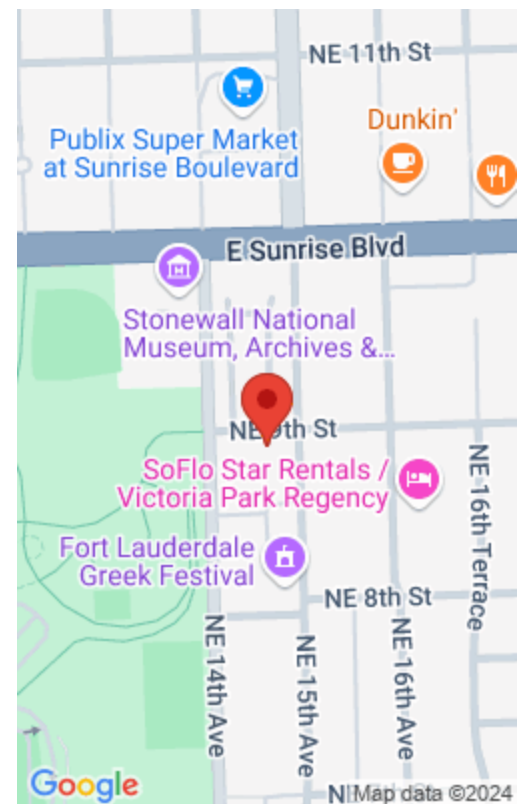 NE 11th St
Dunkin'
Publix Super Market
at Sunrise Boulevard
E Sunrise Blvd
Stonewall National
Museum, Archives &...
NE 9th St
SoFlo Star Rentals /
Victoria Park Regency
NE 16th Terrace
Fort Lauderdale
Greek Festival
NE 8th St
NE 14th Ave
NE 15th Ave
NE 16th Ave
Google
Map data ©2024